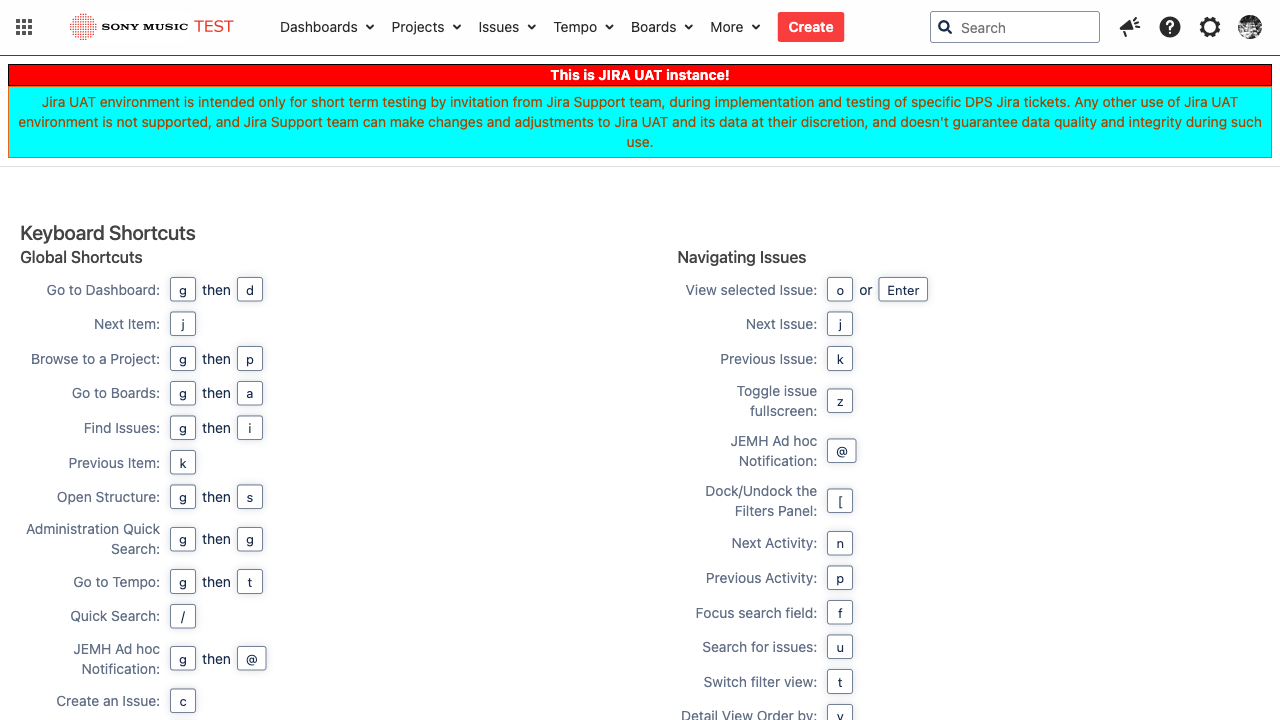 SONY MUSIC TEST Dashboards Projects Issues Tempo Boards More Create Search
This is JIRA UAT instance!
Jira UAT environment is intended only for short term testing by invitation from Jira Support team, during implementation and testing of specific DPS Jira tickets. Any other use of Jira UAT
environment is not supported, and Jira Support team can make changes and adjustments to Jira UAT and its data at their discretion, and doesn't guarantee data quality and integrity during such
use.
Keyboard Shortcuts
Global Shortcuts
Go to Dashboard: g then d
Next Item: j
Browse to a Project: g then p
Go to Boards: g then a
Find Issues: g then i
Previous Item: k
Open Structure: g then s
Administration Quick
Search: g then g
Go to Tempo: g then t
Quick Search: /
JEMH Ad hoc
Notification: g then @
Create an Issue: c
Navigating Issues
View selected Issue: o or Enter
Next Issue: j
Previous Issue: k
Toggle issue
fullscreen: z
JEMH Ad hoc
Notification: @
Dock/Undock the
Filters Panel: [
Next Activity: n
Previous Activity: p
Focus search field: f
Search for issues: u
Switch filter view: t
Detail View Order by: y